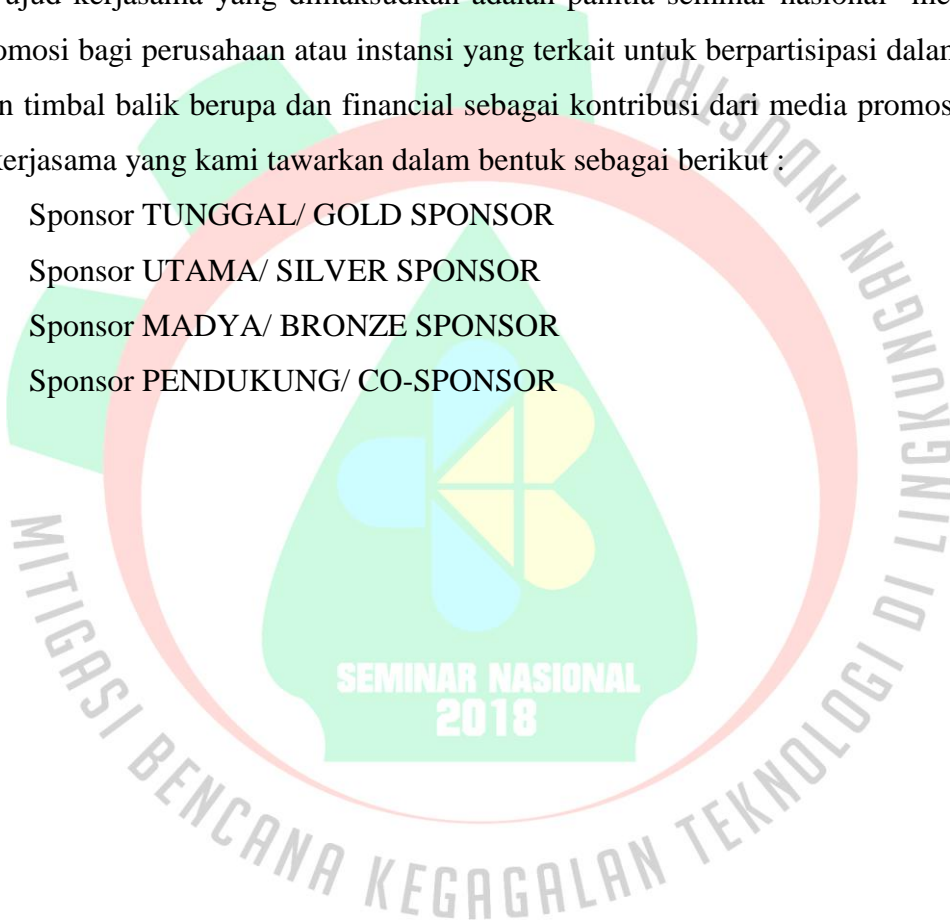 kerjasama yang dimaksudkan adalah panitia seminar nasional
bagi perusahaan atau instansi yang terkait untuk berpartisipasi dalam
timbal balik berupa dan financial sebagai kontribusi dari media promosi
kerjasama yang kami tawarkan dalam bentuk sebagai berikut :
Sponsor TUNGGAL/ GOLD SPONSOR
Sponsor UTAMA/ SILVER SPONSOR
Sponsor MADYA/ BRONZE SPONSOR
Sponsor PENDUKUNG/ CO-SPONSOR
SEMINAR NASIONAL
2018
MITIGASI BENCANA KEGAGALAN TEKNOLOGI DI LINGKUNGAN INDUSTRI